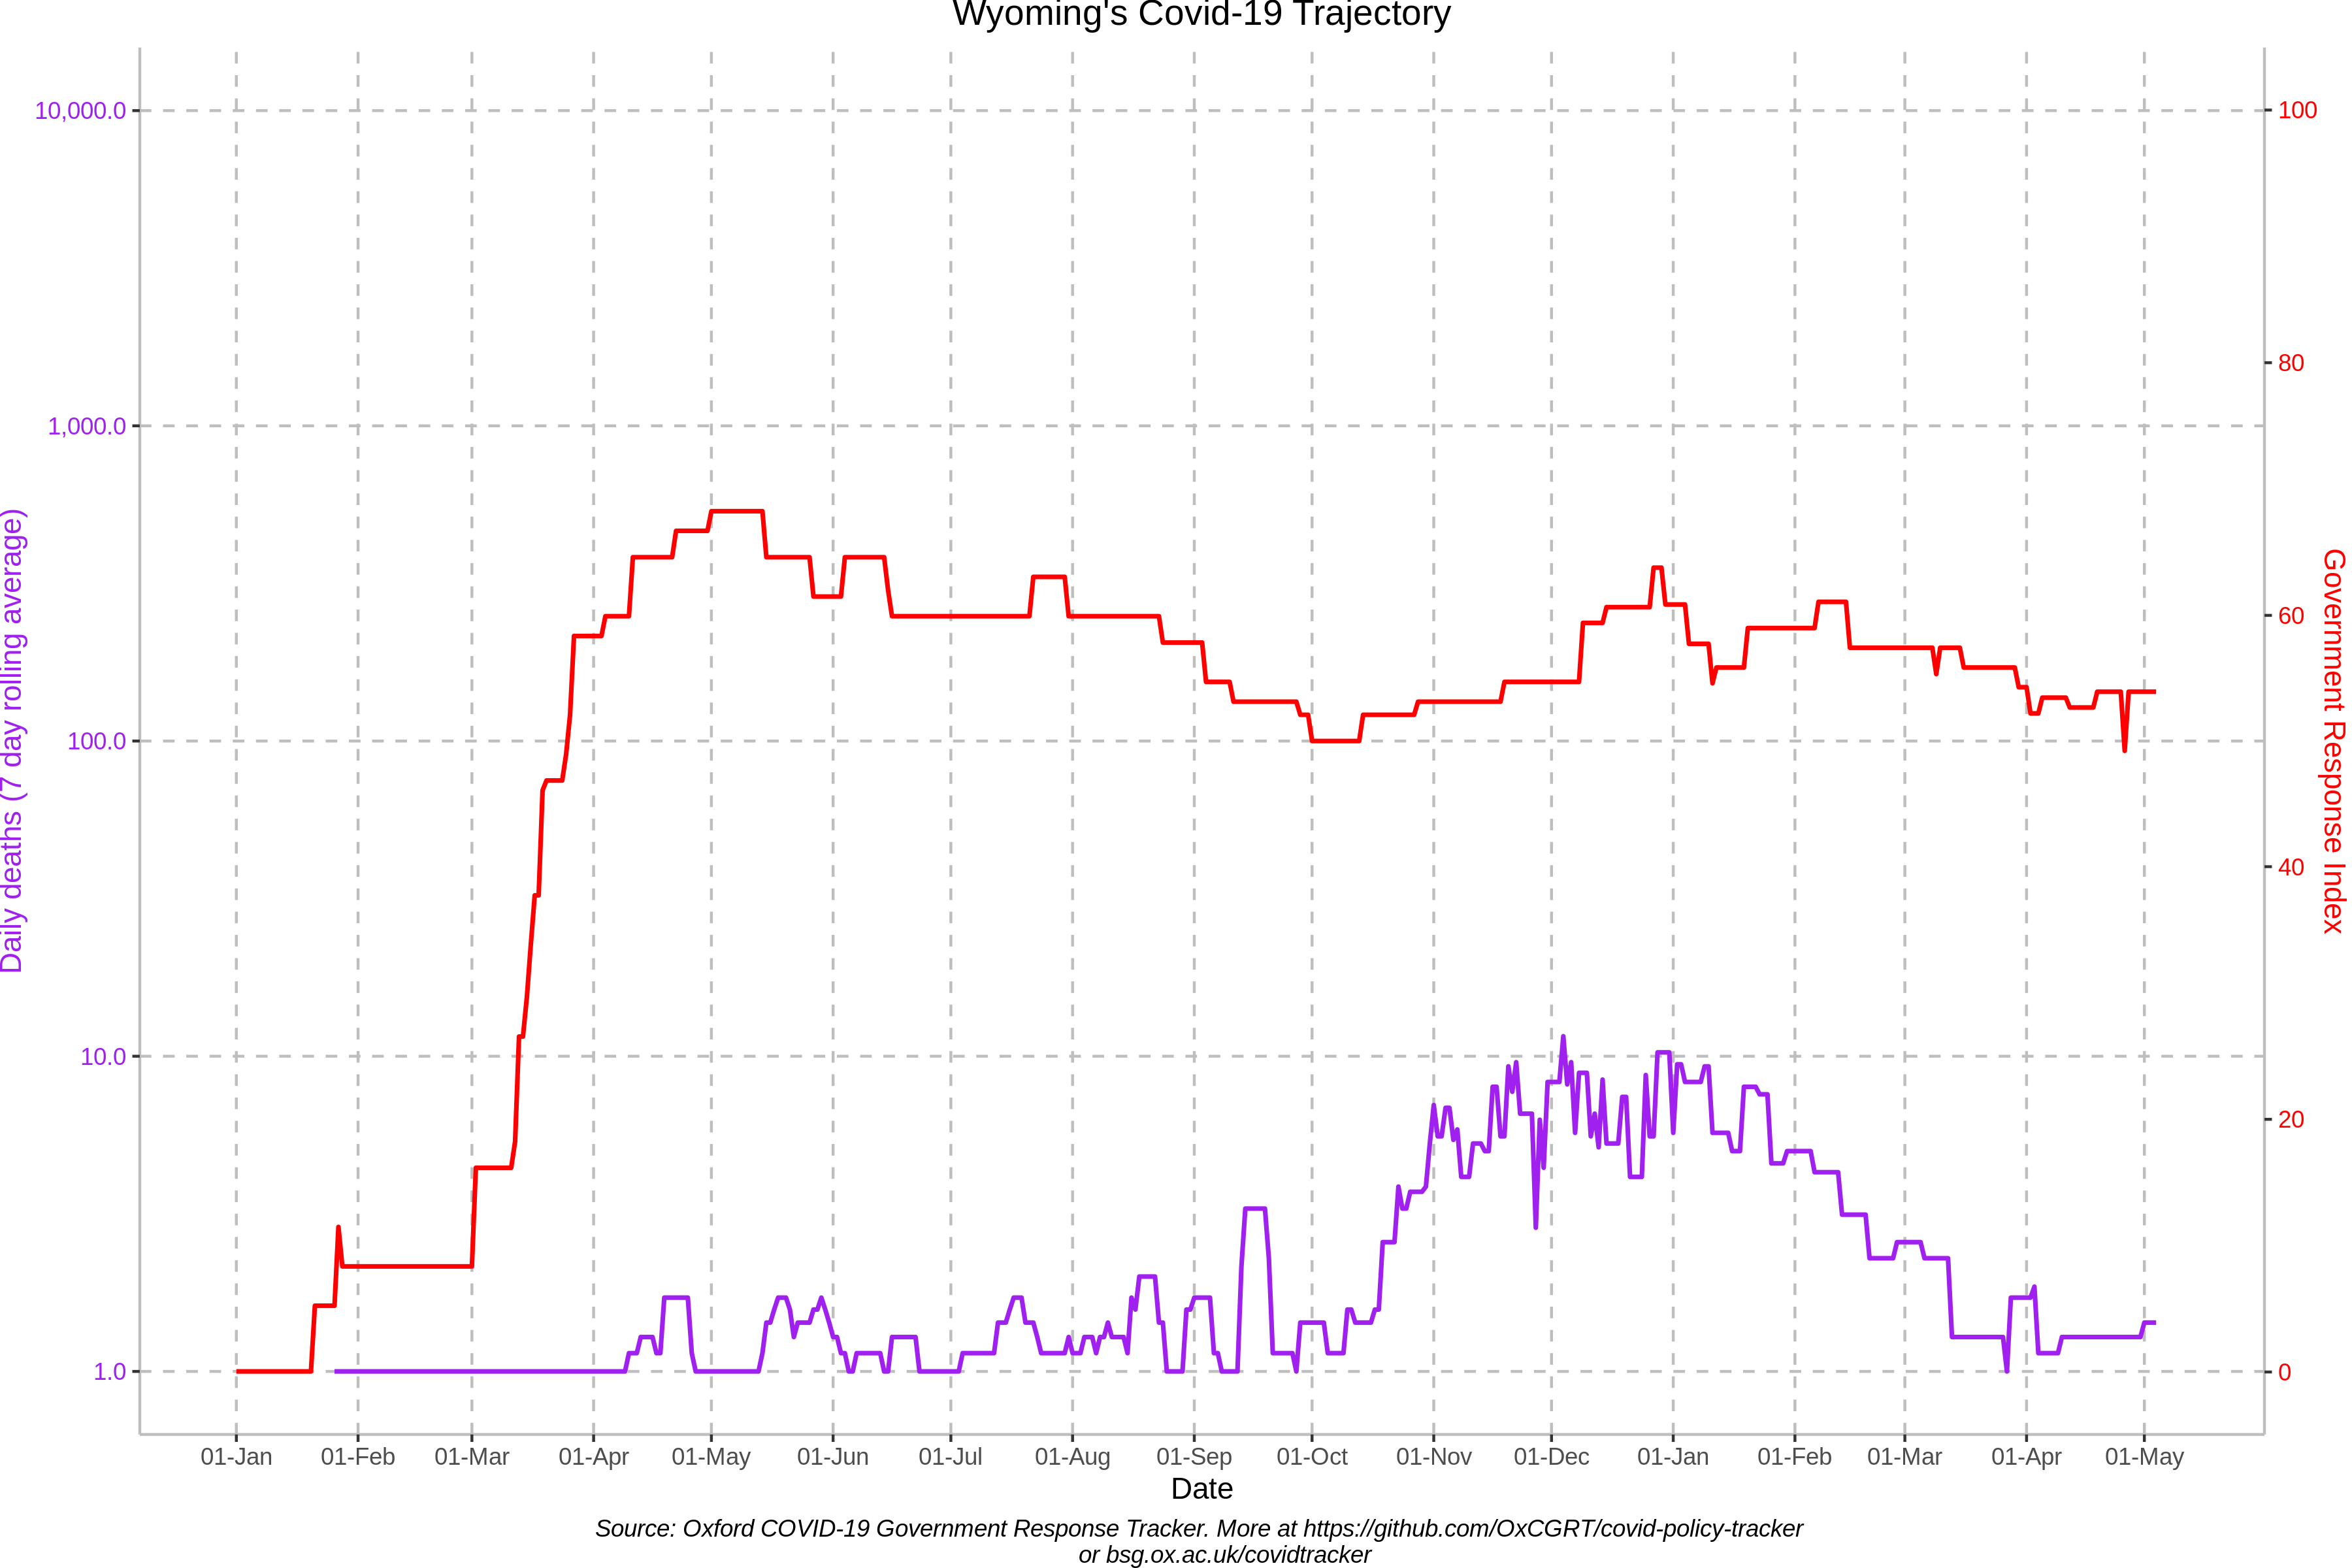 Wyoming's Covid-19 Trajectory
Daily deaths (7 day rolling average)
10,000.0
1,000.0
100.0
10.0
1.0
100
80
60
40
20
0
Government Response Index
01-Jan 01-Feb 01-Mar 01-Apr 01-May 01-Jun 01-Jul 01-Aug 01-Sep 01-Oct 01-Nov 01-Dec 01-Jan 01-Feb 01-Mar 01-Apr 01-May
Date
Source: Oxford COVID-19 Government Response Tracker. More at https://github.com/OxCGRT/covid-policy-tracker
or bsg.ox.ac.uk/covidtracker